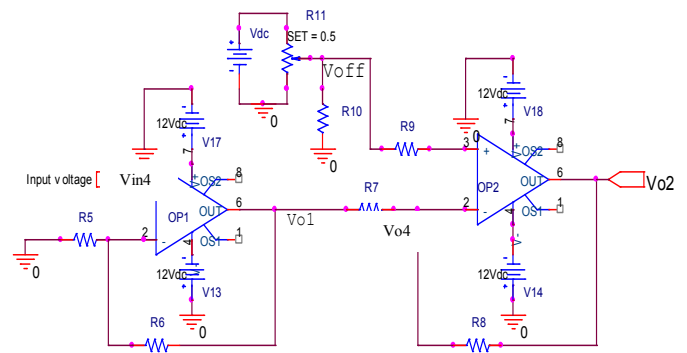 R11
Vdc
SET = 0.5
Voff
0
R10
0
R9
12Vdc
V18
7
0
3
+
V+
OS2
8
OP2
OUT
6
Vo2
2
-
OS1
1
4
V-
12Vdc
V14
0
R8
12Vdc
V17
7
Input voltage
Vin4
V+
OS2
8
OP1
OUT
6
Vo1
R7
Vo4
R5
0
2
-
OS1
1
4
12Vdc
V13
0
R6